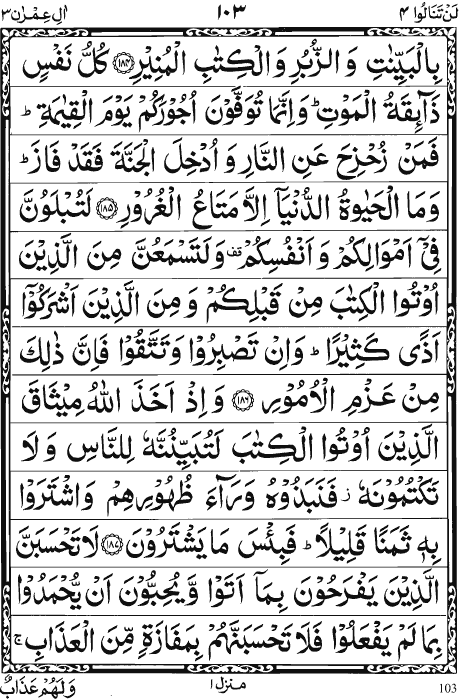 لَنْ تَنَالُوا ٤ ١٠٣ اٰلِ عِمْرٰن ٣
بِالْبَيِّنٰتِ وَالزُّبُرِ وَالْكِتٰبِ الْمُنِيْرِ ﴿١٨٤﴾ كُلُّ نَفْسٍ
ذَآئِقَةُ الْمَوْتِ ؕ وَاِنَّمَا تُوَفَّوْنَ اُجُوْرَكُمْ يَوْمَ الْقِيٰمَةِ ؕ
فَمَنْ زُحْزِحَ عَنِ النَّارِ وَ اُدْخِلَ الْجَنَّةَ فَقَدْ فَازَ ؕ
وَمَا الْحَيٰوةُ الدُّنْيَاۤ اِلَّا مَتَاعُ الْغُرُوْرِ ﴿١٨٥﴾ لَتُبْلَوُنَّ
فِيْۤ اَمْوَالِكُمْ وَ اَنْفُسِكُمْ قف وَلَتَسْمَعُنَّ مِنَ الَّذِيْنَ
اُوْتُوا الْكِتٰبَ مِنْ قَبْلِكُمْ وَ مِنَ الَّذِيْنَ اَشْرَكُوْۤا
اَذًى كَثِيْرًا ؕ وَاِنْ تَصْبِرُوْا وَتَتَّقُوْا فَاِنَّ ذٰلِكَ
مِنْ عَزْمِ الْاُمُوْرِ ﴿١٨٦﴾ وَاِذْ اَخَذَ اللّٰهُ مِيْثَاقَ
الَّذِيْنَ اُوْتُوا الْكِتٰبَ لَتُبَيِّنُنَّهٗ لِلنَّاسِ وَ لَا
تَكْتُمُوْنَهٗ ز فَنَبَذُوْهُ وَرَآءَ ظُهُوْرِهِمْ وَاشْتَرَوْا
بِهٖ ثَمَنًا قَلِيْلًا ؕ فَبِئْسَ مَا يَشْتَرُوْنَ ﴿١٨٧﴾ لَا تَحْسَبَنَّ
الَّذِيْنَ يَفْرَحُوْنَ بِمَاۤ اَتَوْا وَّيُحِبُّوْنَ اَنْ يُّحْمَدُوْا
بِمَا لَمْ يَفْعَلُوْا فَلَا تَحْسَبَنَّهُمْ بِمَفَازَةٍ مِّنَ الْعَذَابِ ۚ
103 منزل ١ وَلَهُمْ عَذَابٌ